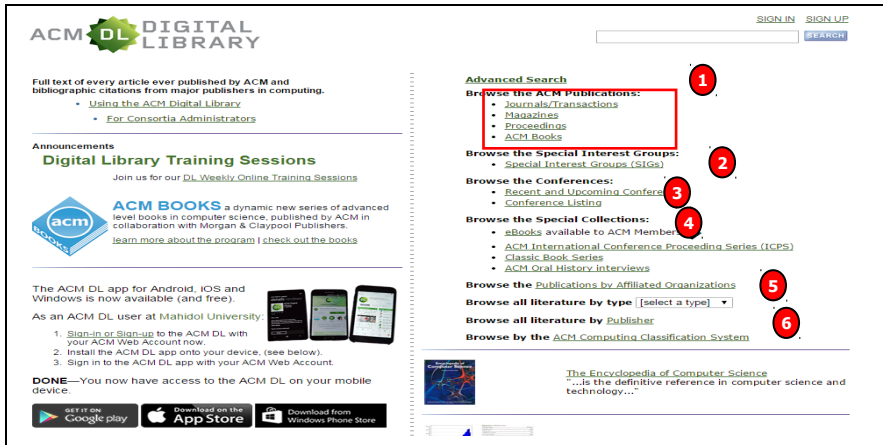 SIGN IN SIGN UP
ACM DL DIGITAL
LIBRARY
SEARCH
Full text of every article ever published by ACM and
bibliographic citations from major publishers in computing.
• Using the ACM Digital Library
• For Consortia Administrators
Announcements
Digital Library Training Sessions
Join us for our DL Weekly Online Training Sessions
acm
BOOKS
ACM BOOKS a dynamic new series of advanced
level books in computer science, published by ACM in
collaboration with Morgan & Claypool Publishers.
learn more about the program | check out the books
The ACM DL app for Android, IOS and
Windows is now available (and free).
As an ACM DL user at Mahidol University:
1. Sign-in or Sign-up to the ACM DL with
your ACM Web Account now.
2. Install the ACM DL app onto your device, (see below).
3. Sign in to the ACM DL app with your ACM Web Account.
DONE—You now have access to the ACM DL on your mobile
device.
GET IT ON
Google play
Download on the
App Store
Download from
Windows Phone Store
Advanced Search
1
Browse the ACM Publications:
• Journals/Transactions
• Magazines
• Proceedings
• ACM Books
Browse the Special Interest Groups:
• Special Interest Groups (SIGs)
2
Browse the Conferences:
• Recent and Upcoming
• Conference Listing
3
Browse the Special Collections:
4
• eBooks available to ACM
• ACM International Conference Proceeding Series (ICPS)
• Classic Book Series
• ACM Oral History interviews
Browse the Publications by Affiliated Organizations
5
Browse all literature by type [select a type]
Browse all literature by Publisher
6
Browse by the ACM Computing Classification System
Encyclopedia of
Computer Science
The Encyclopedia of Computer Science
"...is the definitive reference in computer science and
technology..."